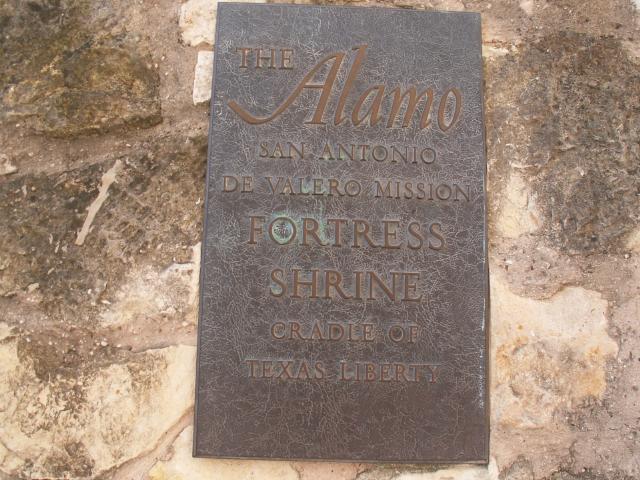 THE Alamo
SAN ANTONIO
DE VALERO MISSION
FORTRESS
SHRINE
CRADLE OF
TEXAS LIBERTY